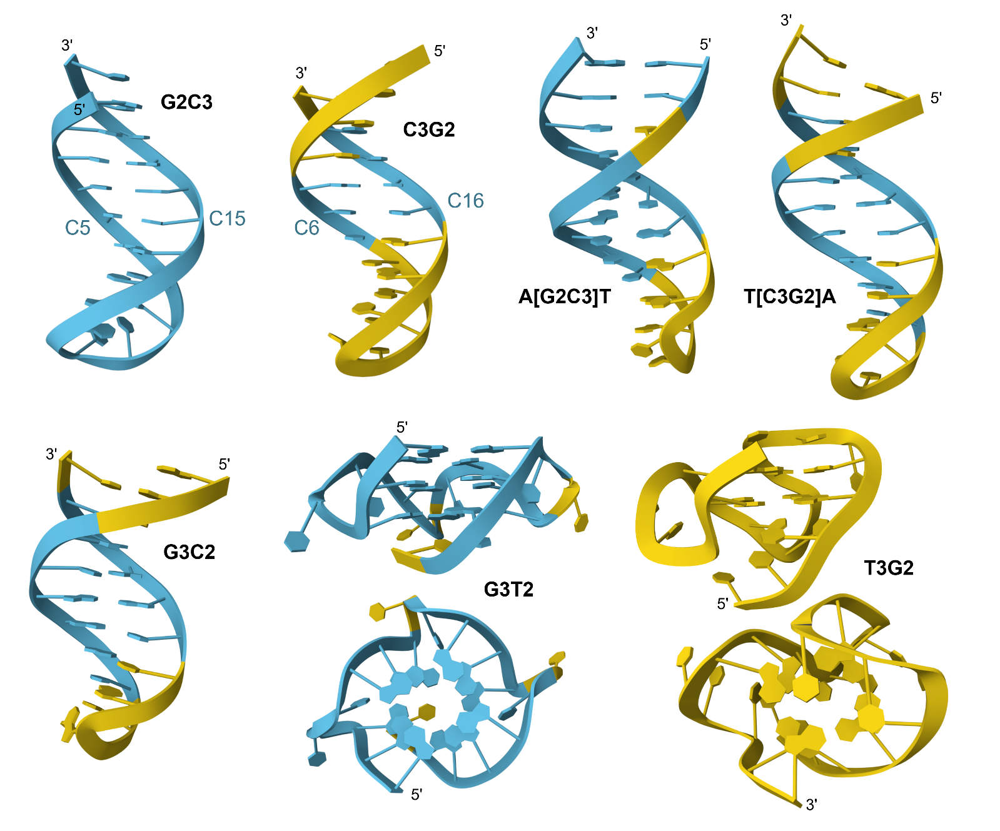 3'
5'
G2C3
C5
C15
3'
5'
C3G2
C6
C16
3'
5'
A[G2C3]T
3'
5'
T[C3G2]A
3'
5'
G3C2
5'
G3T2
5'
5'
T3G2
3'